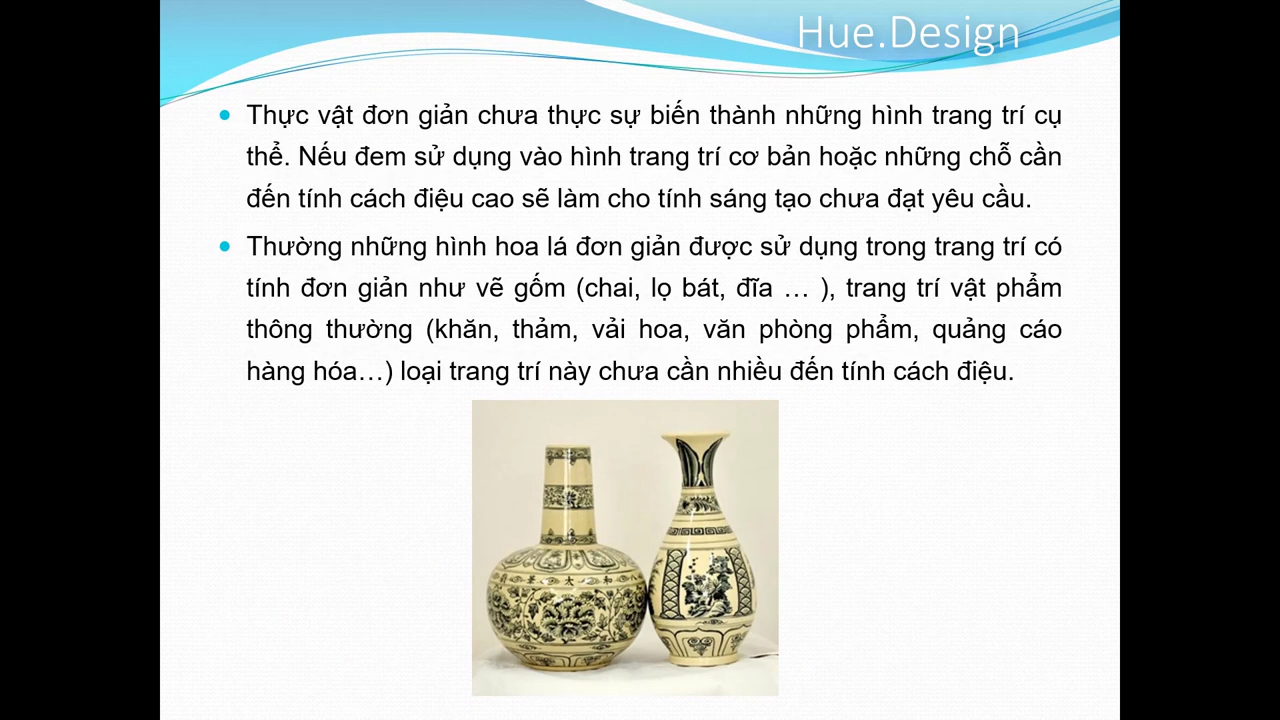 Hue.Design
Thực vật đơn giản chưa thực sự biến thành những hình trang trí cụ
thể. Nếu đem sử dụng vào hình trang trí cơ bản hoặc những chỗ cần
đến tính cách điệu cao sẽ làm cho tính sáng tạo chưa đạt yêu cầu.
Thường những hình hoa lá đơn giản được sử dụng trong trang trí có
tính đơn giản như vẽ gốm (chai, lọ bát, đĩa … ), trang trí vật phẩm
thông thường (khăn, thảm, vải hoa, văn phòng phẩm, quảng cáo
hàng hóa…) loại trang trí này chưa cần nhiều đến tính cách điệu.
太和